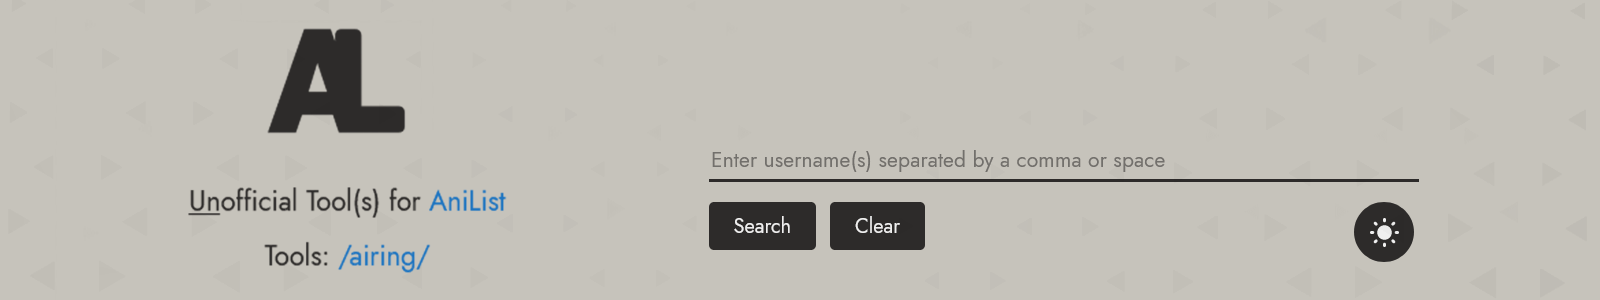 AL
Unofficial Tool(s) for AniList
Tools: /airing/
Enter username(s) separated by a comma or space
Search
Clear